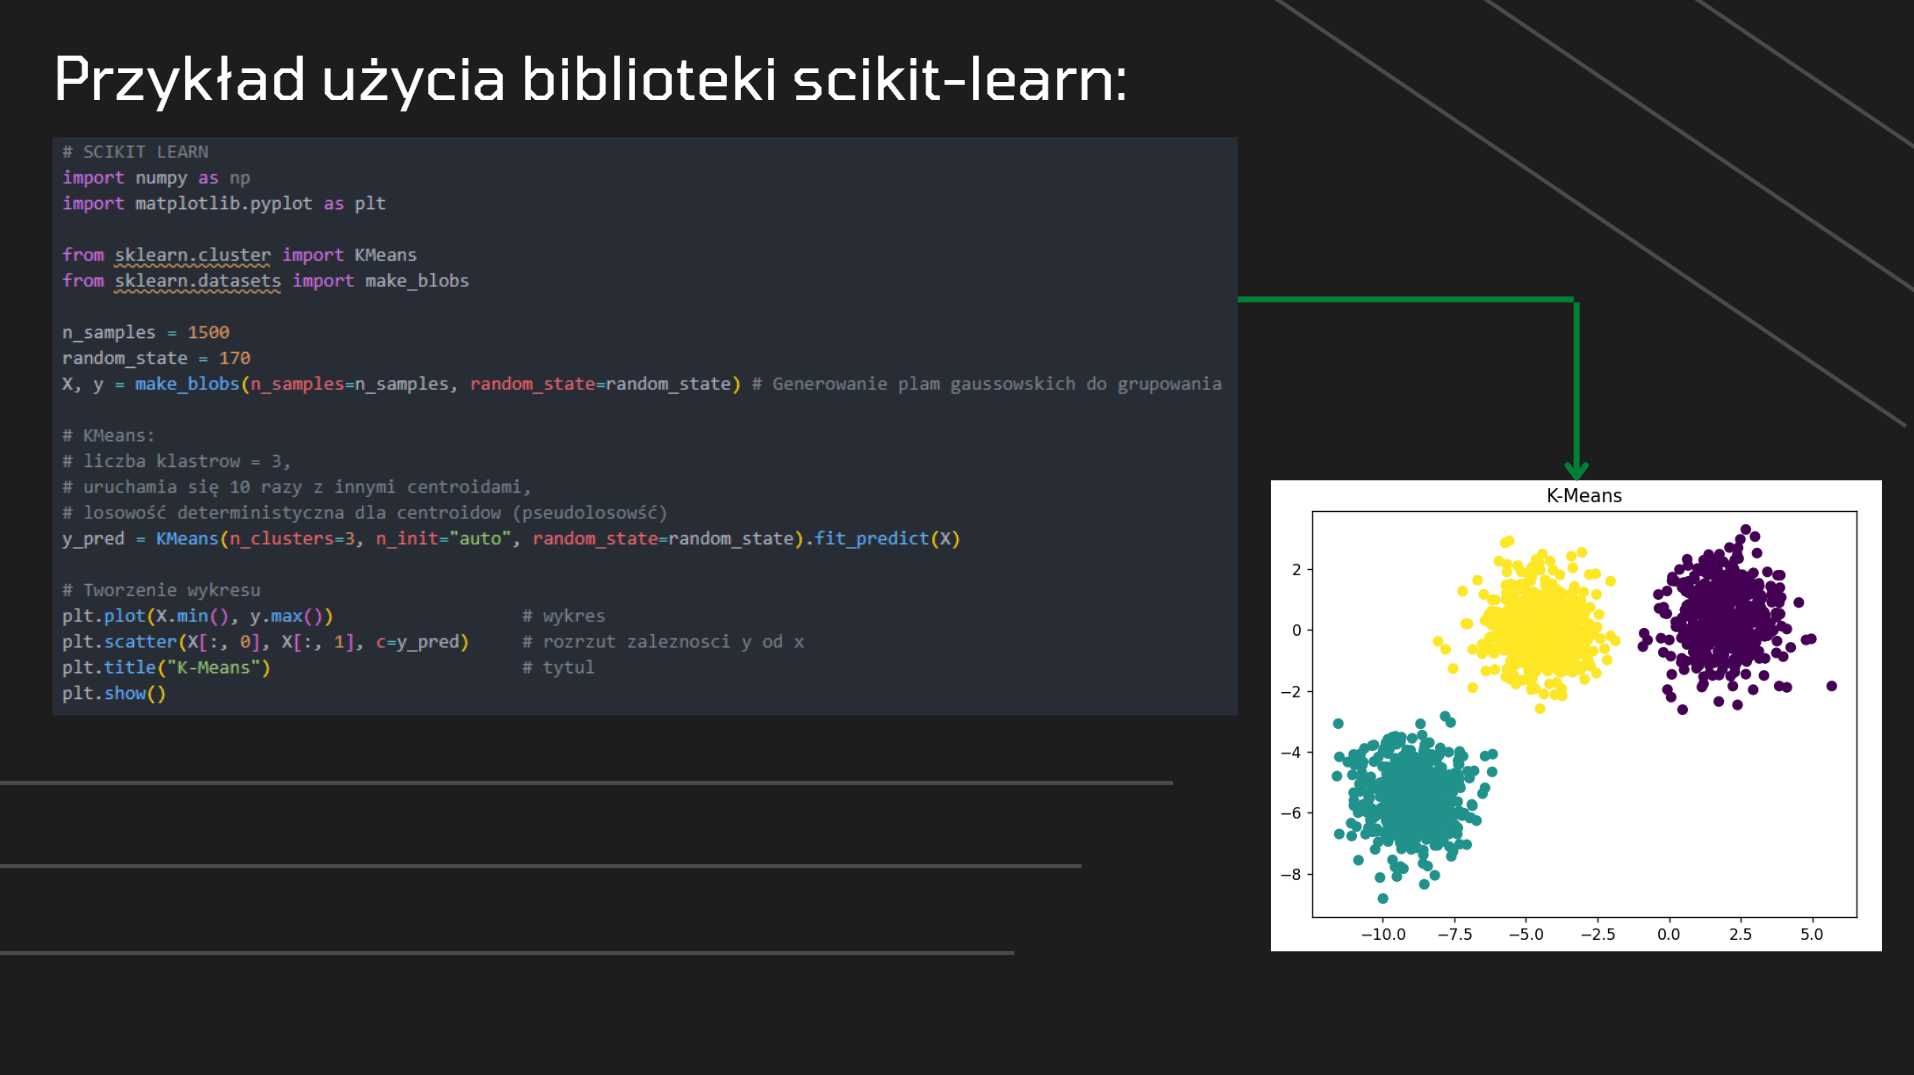 Przykład użycia biblioteki scikit-learn:
# SCIKIT LEARN
import numpy as np
import matplotlib.pyplot as plt
from sklearn.cluster import KMeans
from sklearn.datasets import make_blobs
n_samples = 1500
random_state = 170
X, y = make_blobs(n_samples=n_samples, random_state=random_state) # Generowanie plam gaussowskich do grupowania
# KMeans:
# liczba klastrow = 3,
# uruchamia się 10 razy z innymi centroidami,
# losowość deterministyczna dla centroidow (pseudolosowść)
y_pred = KMeans(n_clusters=3, n_init="auto", random_state=random_state).fit_predict(X)
# Tworzenie wykresu
plt.plot(X.min(), y.max()) # wykres
plt.scatter(X[:, 0], X[:, 1], c=y_pred) # rozrzut zaleznosci y od x
plt.title("K-Means") # tytul
plt.show()
K-Means
2
0
−2
−4
−6
−8
−10.0 −7.5 −5.0 −2.5 0.0 2.5 5.0